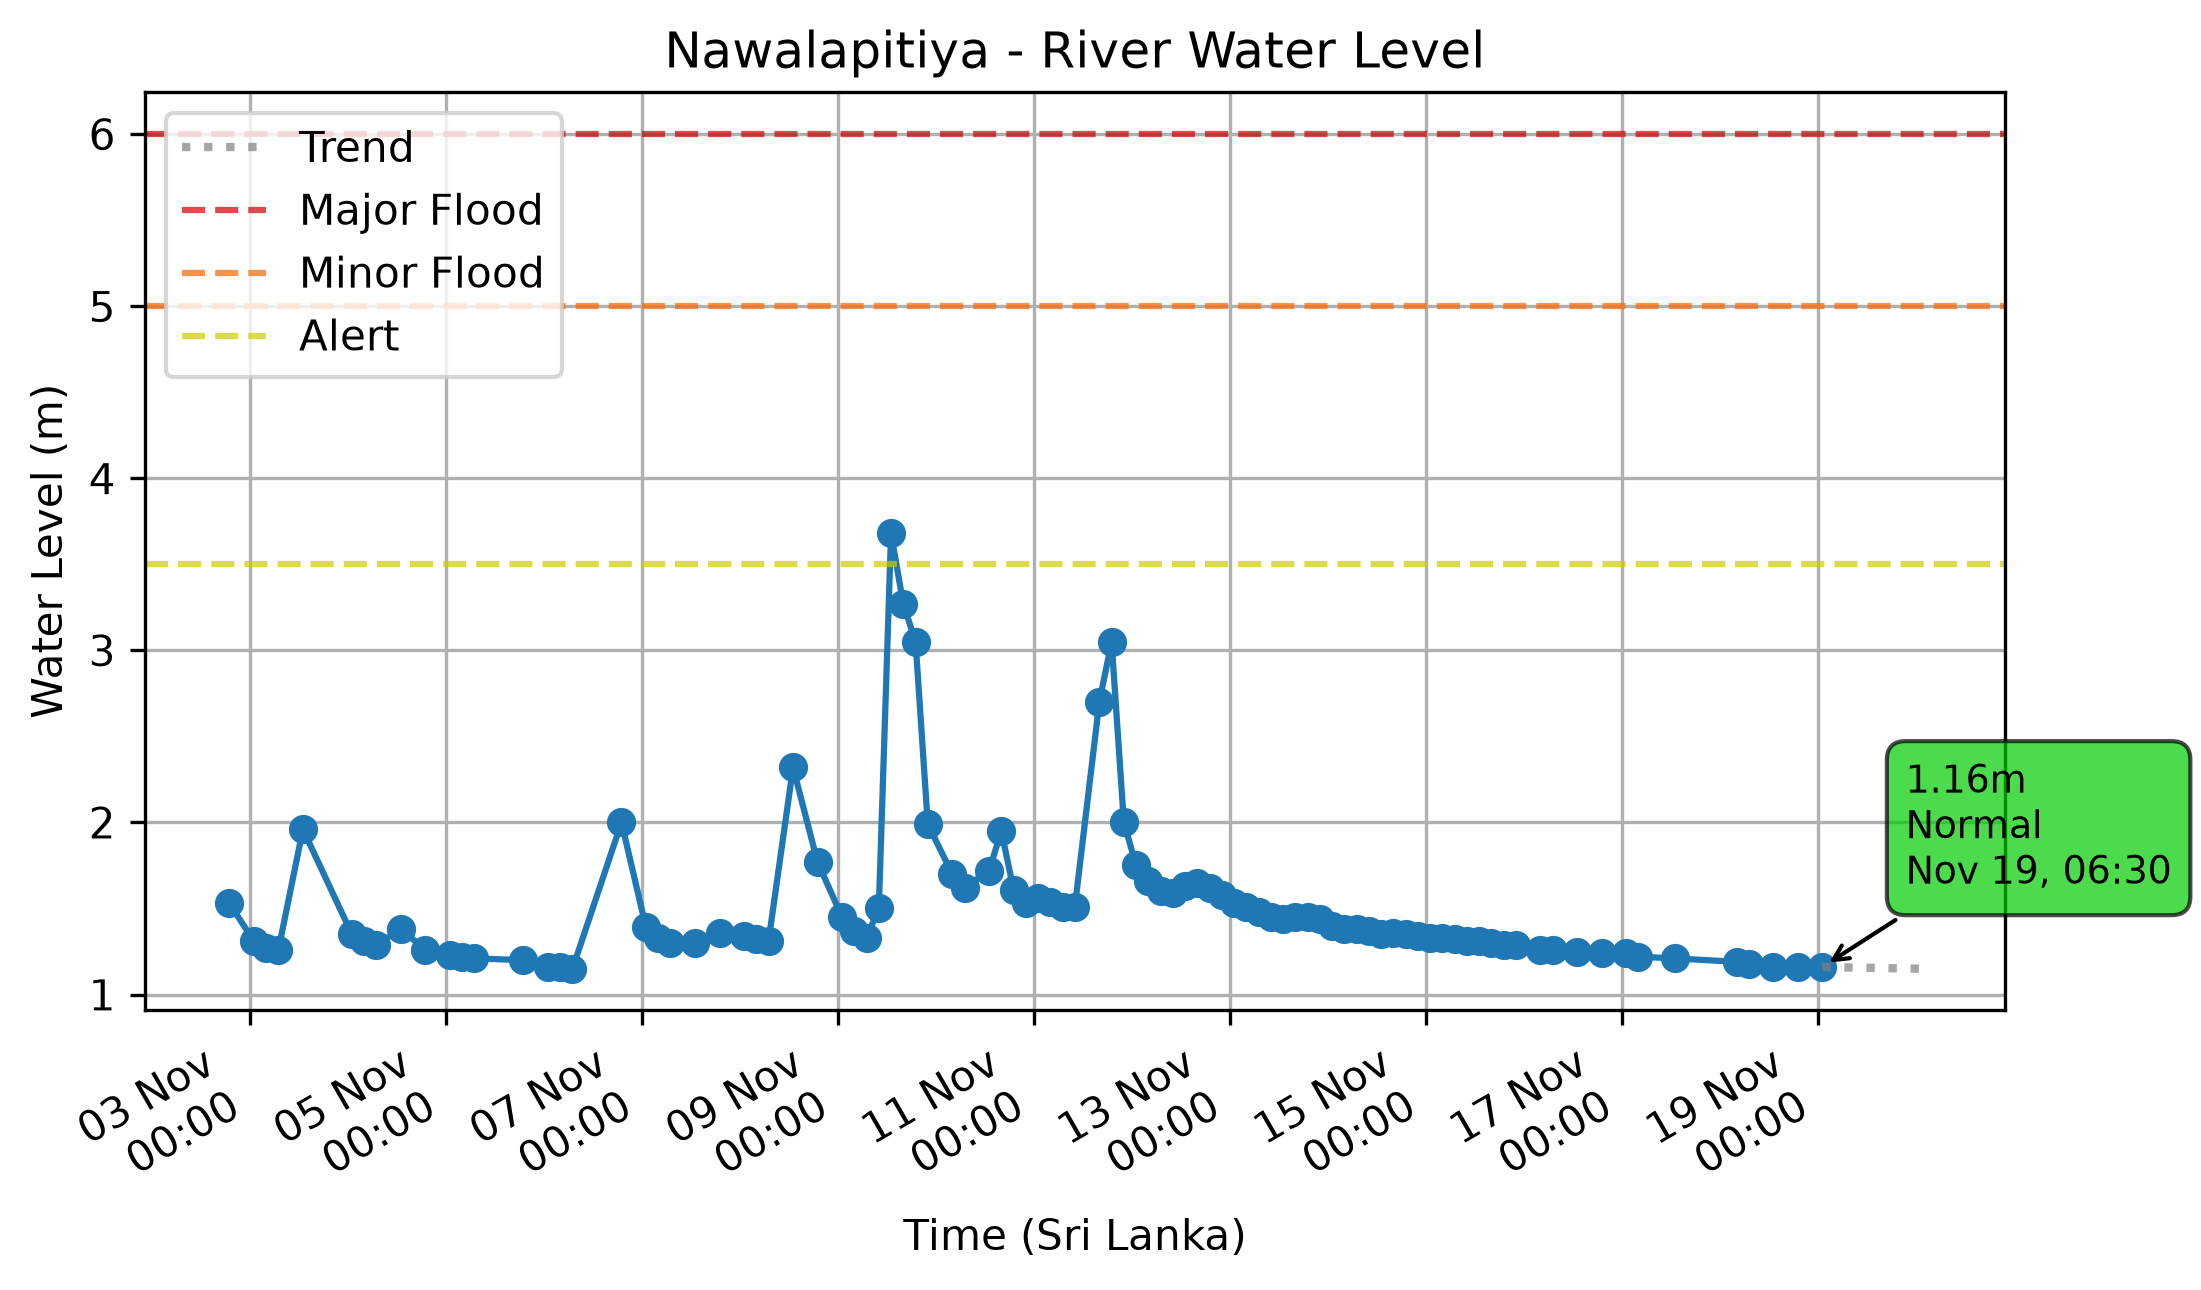 Nawalapitiya - River Water Level
Water Level (m)
6
5
4
3
2
1
Trend
Major Flood
Minor Flood
Alert
1.16m
Normal
Nov 19, 06:30
03 Nov
00:00
05 Nov
00:00
07 Nov
00:00
09 Nov
00:00
11 Nov
00:00
13 Nov
00:00
15 Nov
00:00
17 Nov
00:00
19 Nov
00:00
Time (Sri Lanka)